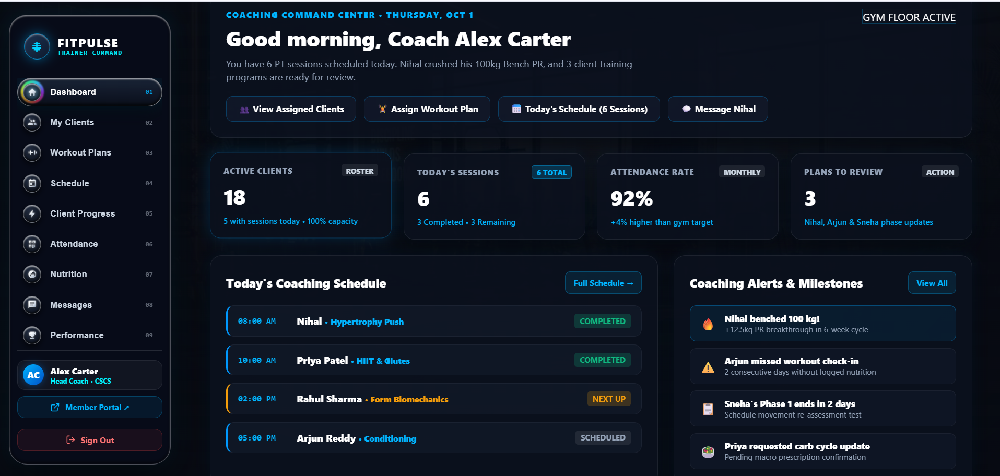 FITPULSE
TRAINER COMMAND
Dashboard 01
My Clients 02
Workout Plans 03
Schedule 04
Client Progress 05
Attendance 06
Nutrition 07
Messages 08
Performance 09
AC
Alex Carter
Head Coach • CSCS
Member Portal ↗
Sign Out
COACHING COMMAND CENTER • THURSDAY, OCT 1
GYM FLOOR ACTIVE
Good morning, Coach Alex Carter
You have 6 PT sessions scheduled today. Nihal crushed his 100kg Bench PR, and 3 client training
programs are ready for review.
View Assigned Clients
Assign Workout Plan
Today's Schedule (6 Sessions)
Message Nihal
ACTIVE CLIENTS ROSTER
18
5 with sessions today • 100% capacity
TODAY'S SESSIONS 6 TOTAL
6
3 Completed • 3 Remaining
ATTENDANCE RATE MONTHLY
92%
+4% higher than gym target
PLANS TO REVIEW ACTION
3
Nihal, Arjun & Sneha phase updates
Today's Coaching Schedule Full Schedule →
08:00 AM Nihal • Hypertrophy Push COMPLETED
10:00 AM Priya Patel • HIIT & Glutes COMPLETED
02:00 PM Rahul Sharma • Form Biomechanics NEXT UP
05:00 PM Arjun Reddy • Conditioning SCHEDULED
Coaching Alerts & Milestones View All
Nihal benched 100 kg!
+12.5kg PR breakthrough in 6-week cycle
Arjun missed workout check-in
2 consecutive days without logged nutrition
Sneha's Phase 1 ends in 2 days
Schedule movement re-assessment test
Priya requested carb cycle update
Pending macro prescription confirmation